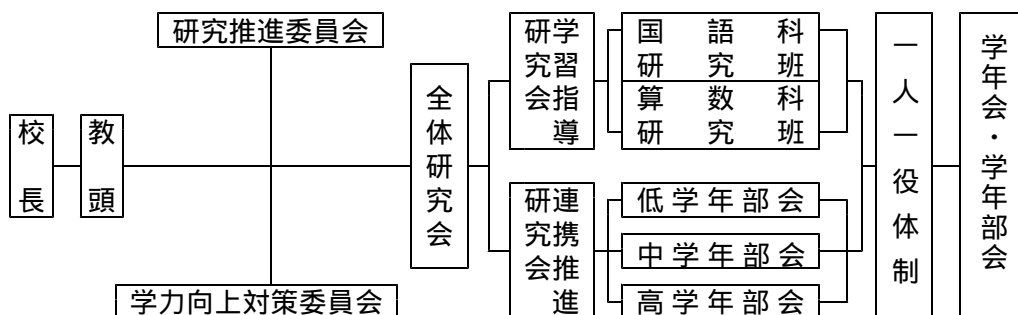 研究推進委員会
校長
教頭
全体研究会
学習指導
研究会
国語科
研究班
算数科
研究班
連携推進
研究会
低学年部会
中学年部会
高学年部会
一人一役体制
学年会・学年部会
学力向上対策委員会